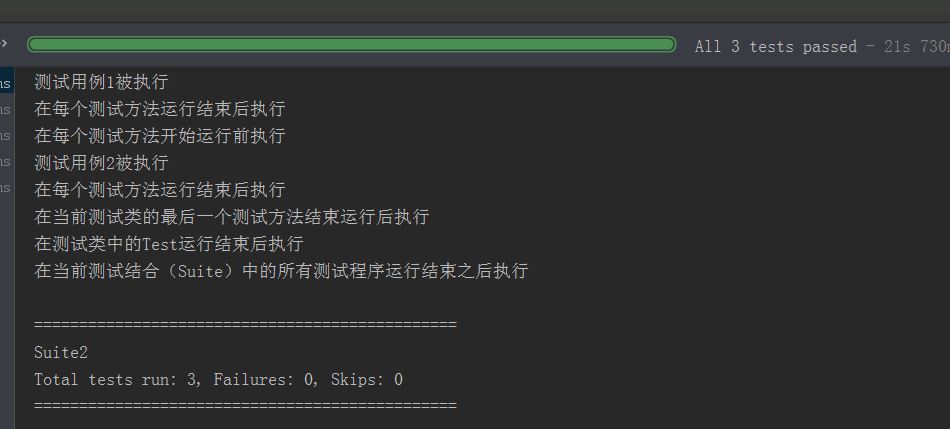 All 3 tests passed – 21s 730m
测试用例1被执行
在每个测试方法运行结束后执行
在每个测试方法开始运行前执行
测试用例2被执行
在每个测试方法运行结束后执行
在当前测试类的最后一个测试方法结束运行后执行
在测试类中的Test运行结束后执行
在当前测试结合（Suite）中的所有测试程序运行结束之后执行
===============================================
Suite2
Total tests run: 3, Failures: 0, Skips: 0
===============================================